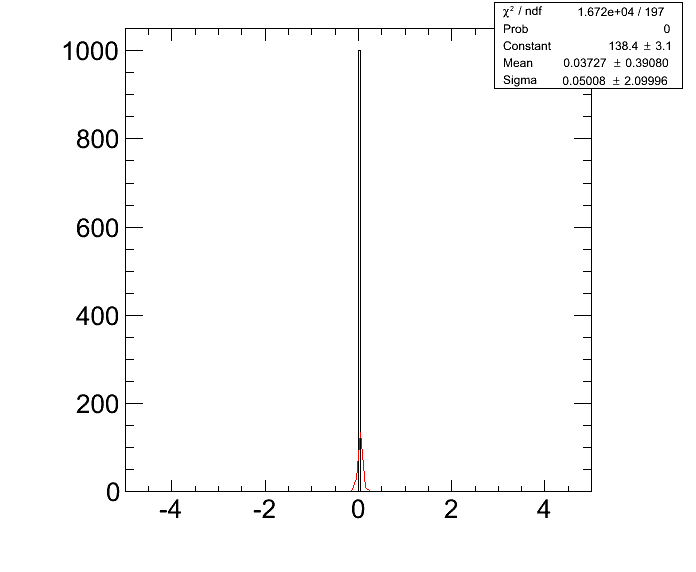 χ² / ndf 1.672e+04 / 197
Prob 0
Constant 138.4 ± 3.1
Mean 0.03727 ± 0.39080
Sigma 0.05008 ± 2.09996
1000
800
600
400
200
0
-4 -2 0 2 4